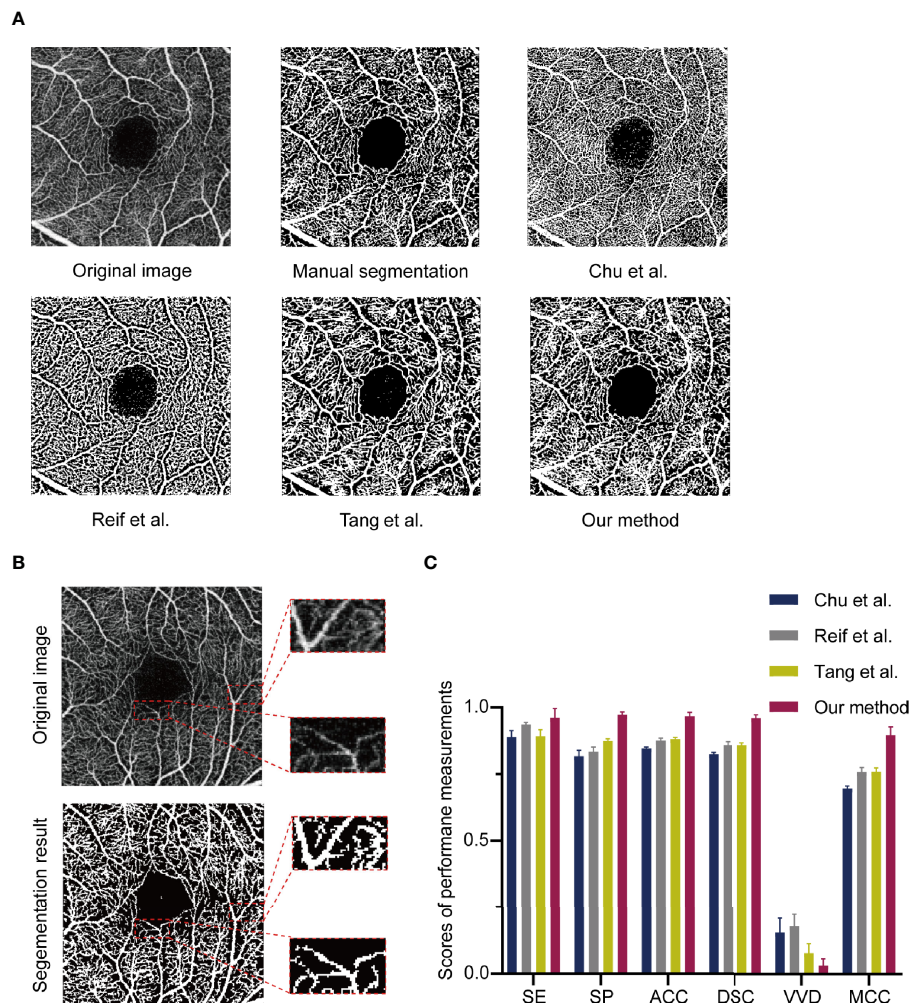 A
Original image
Manual segmentation
Chu et al.
Reif et al.
Tang et al.
Our method
B
Original image
Segementation result
C
Chu et al.
Reif et al.
Tang et al.
Our method
Scores of performane measurements
1.0
0.5
0.0
SE SP ACC DSC VVD MCC